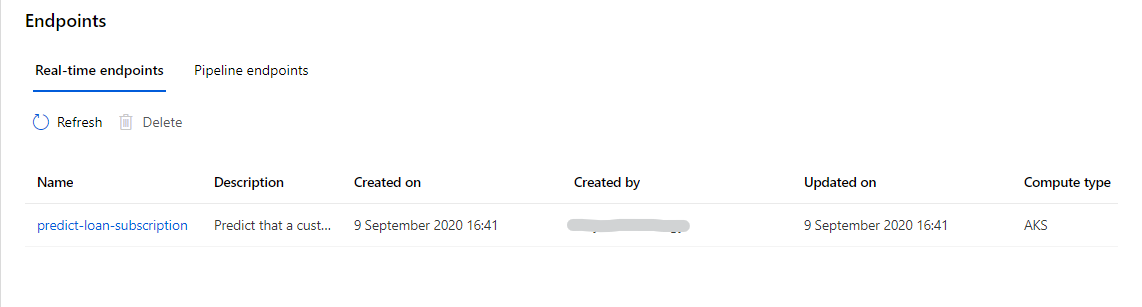 Endpoints
Real-time endpoints Pipeline endpoints
Refresh Delete
Name Description Created on Created by Updated on Compute type
predict-loan-subscription Predict that a cust... 9 September 2020 16:41 9 September 2020 16:41 AKS